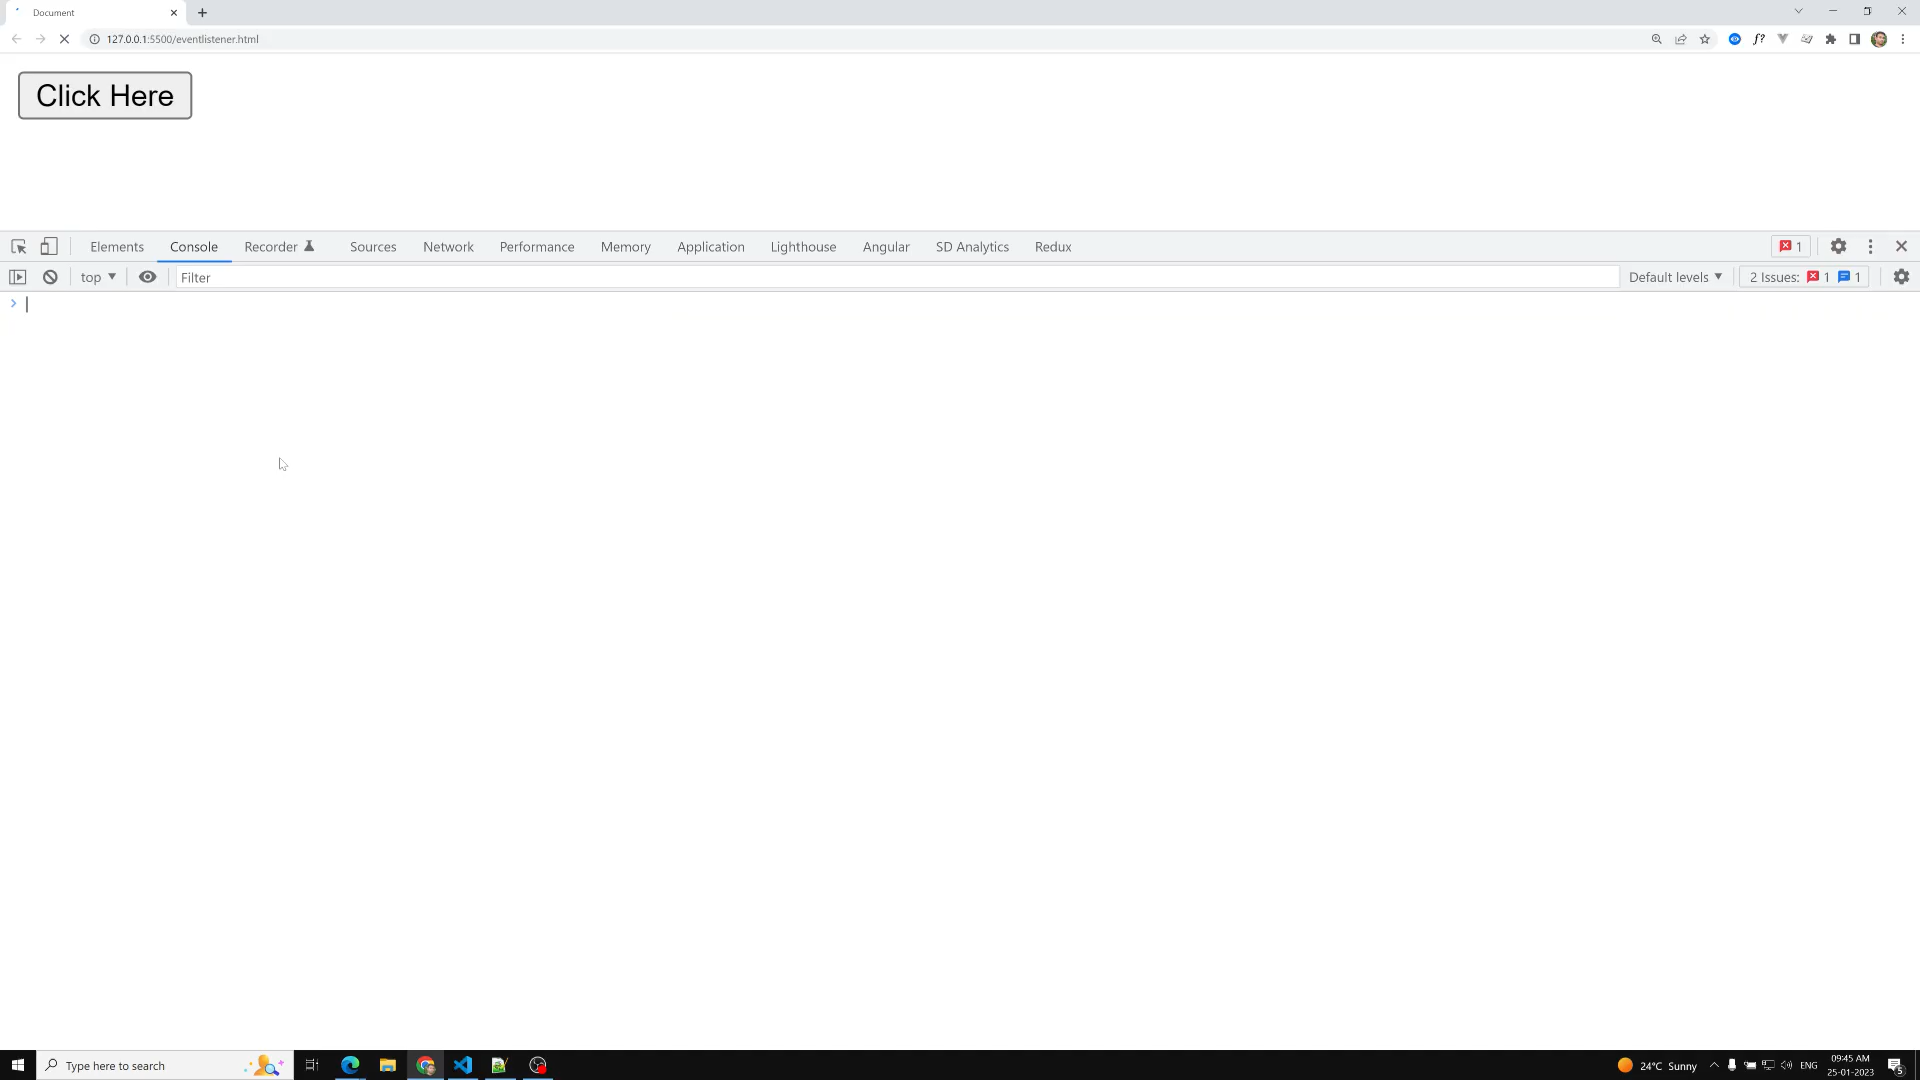 Document
127.0.0.1:5500/eventlistener.html
f?
Click Here
Elements Console Recorder Sources Network Performance Memory Application Lighthouse Angular SD Analytics Redux 1
top Filter Default levels 2 Issues: 1 1
Type here to search 24°C Sunny ENG 09:45 AM
25-01-2023
5